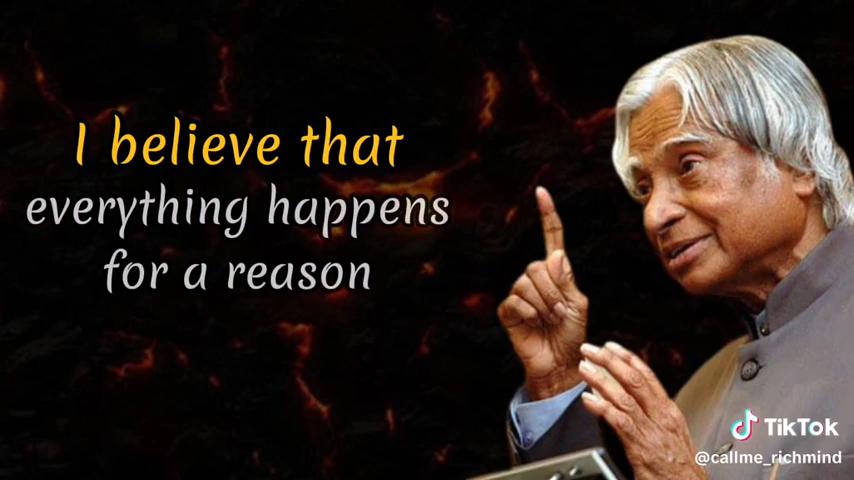 I believe that
everything happens
for a reason
TikTok
@callme_richmind